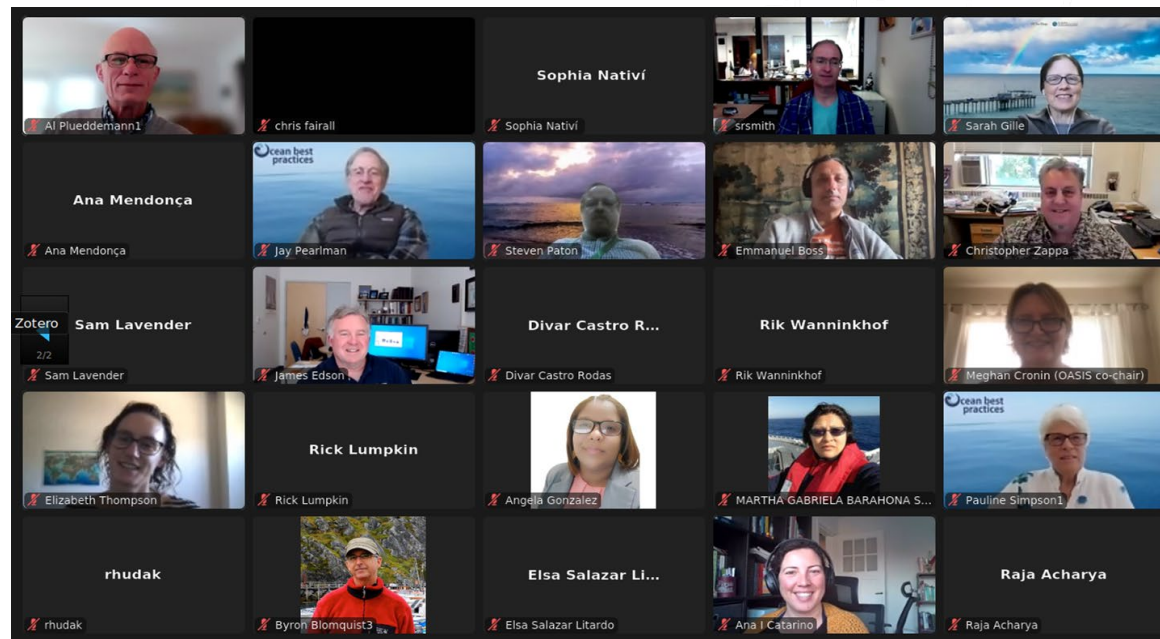 Al Plueddemann1
chris fairall
Sophia Nativí
Sophia Nativí
srsmith
Sarah Gille
Ana Mendonça
Ana Mendonça
Ocean best
practices
Jay Pearlman
Steven Paton
Emmanuel Boss
Christopher Zappa
Zotero
2/2
Sam Lavender
Sam Lavender
James Edson
Divar Castro R...
Divar Castro Rodas
Rik Wanninkhof
Rik Wanninkhof
Meghan Cronin (OASIS co-chair)
Elizabeth Thompson
Rick Lumpkin
Rick Lumpkin
Angela Gonzalez
MARTHA GABRIELA BARAHONA S...
Ocean best
practices
Pauline Simpson1
rhudak
rhudak
Byron Blomquist3
Elsa Salazar Li...
Elsa Salazar Litardo
Ana I Catarino
Raja Acharya
Raja Acharya